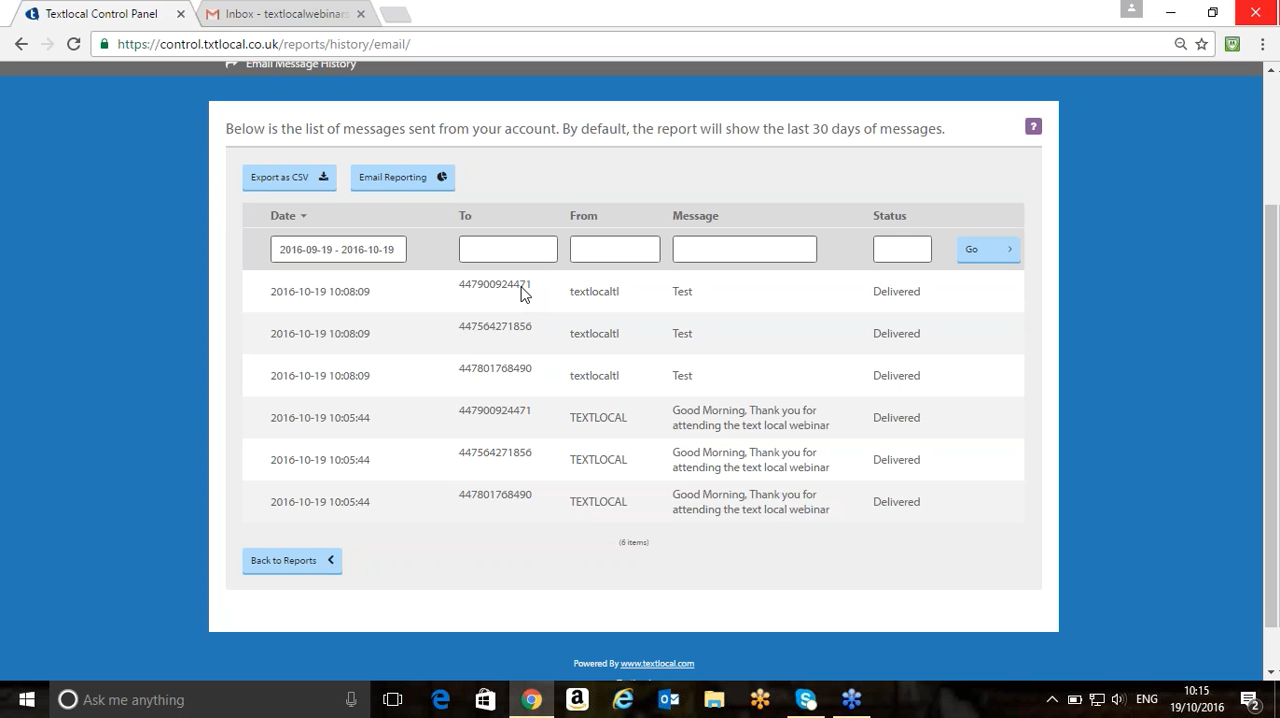 Textlocal Control Panel
Inbox - textlocalwebinars
https://control.txtlocal.co.uk/reports/history/email/
Email Message History
Below is the list of messages sent from your account. By default, the report will show the last 30 days of messages.
?
Export as CSV
Email Reporting
Date To From Message Status
2016-09-19 - 2016-10-19
Go
2016-10-19 10:08:09 447900924471 textlocaltl Test Delivered
2016-10-19 10:08:09 447564271856 textlocaltl Test Delivered
2016-10-19 10:08:09 447801768490 textlocaltl Test Delivered
2016-10-19 10:05:44 447900924471 TEXTLOCAL Good Morning, Thank you for
attending the text local webinar Delivered
2016-10-19 10:05:44 447564271856 TEXTLOCAL Good Morning, Thank you for
attending the text local webinar Delivered
2016-10-19 10:05:44 447801768490 TEXTLOCAL Good Morning, Thank you for
attending the text local webinar Delivered
(6 items)
Back to Reports
Powered By www.textlocal.com
Ask me anything
ENG
10:15
19/10/2016
2